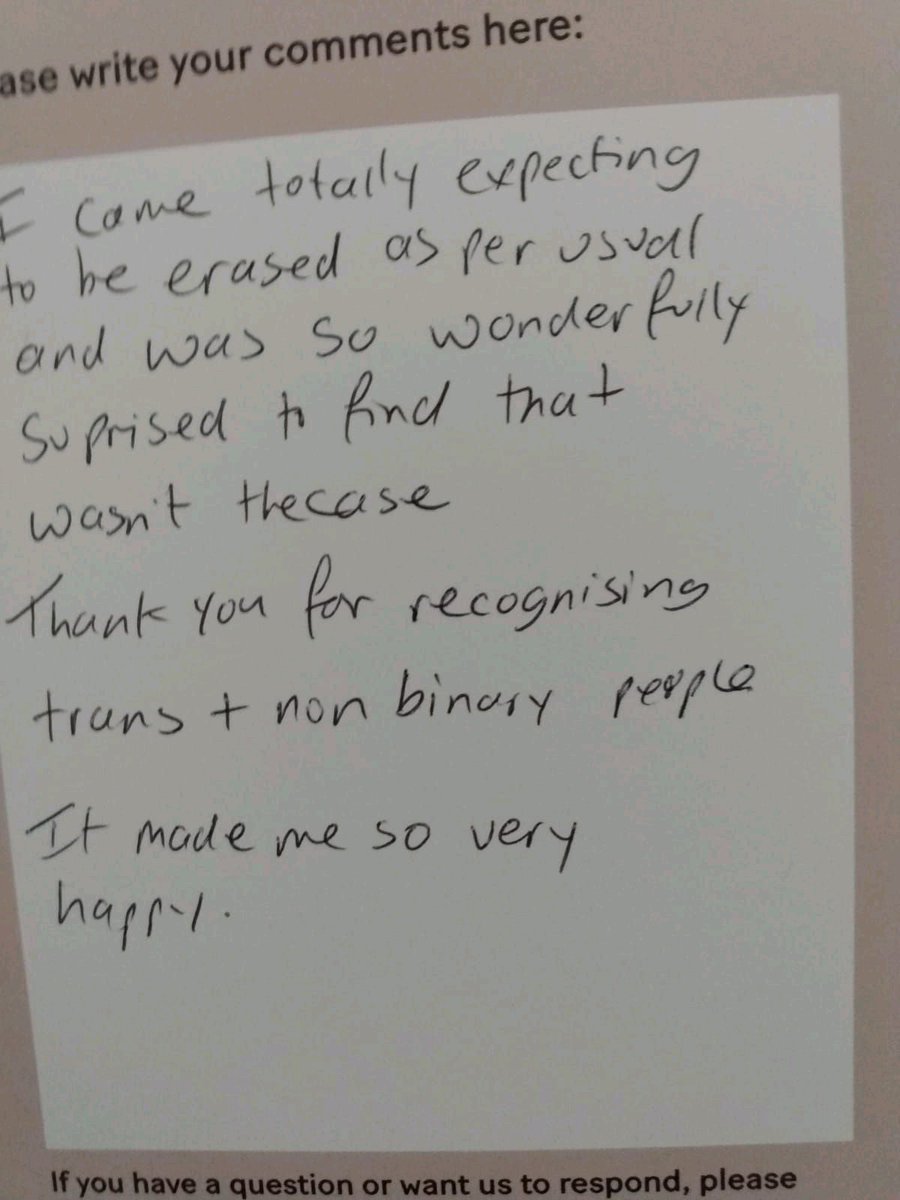 ase write your comments here:
I came totally expecting
to be erased as per usual
and was so wonderfully
suprised to find that
wasn't the case
Thank you for recognising
trans + non binary people
It made me so very
happy.
If you have a question or want us to respond, please